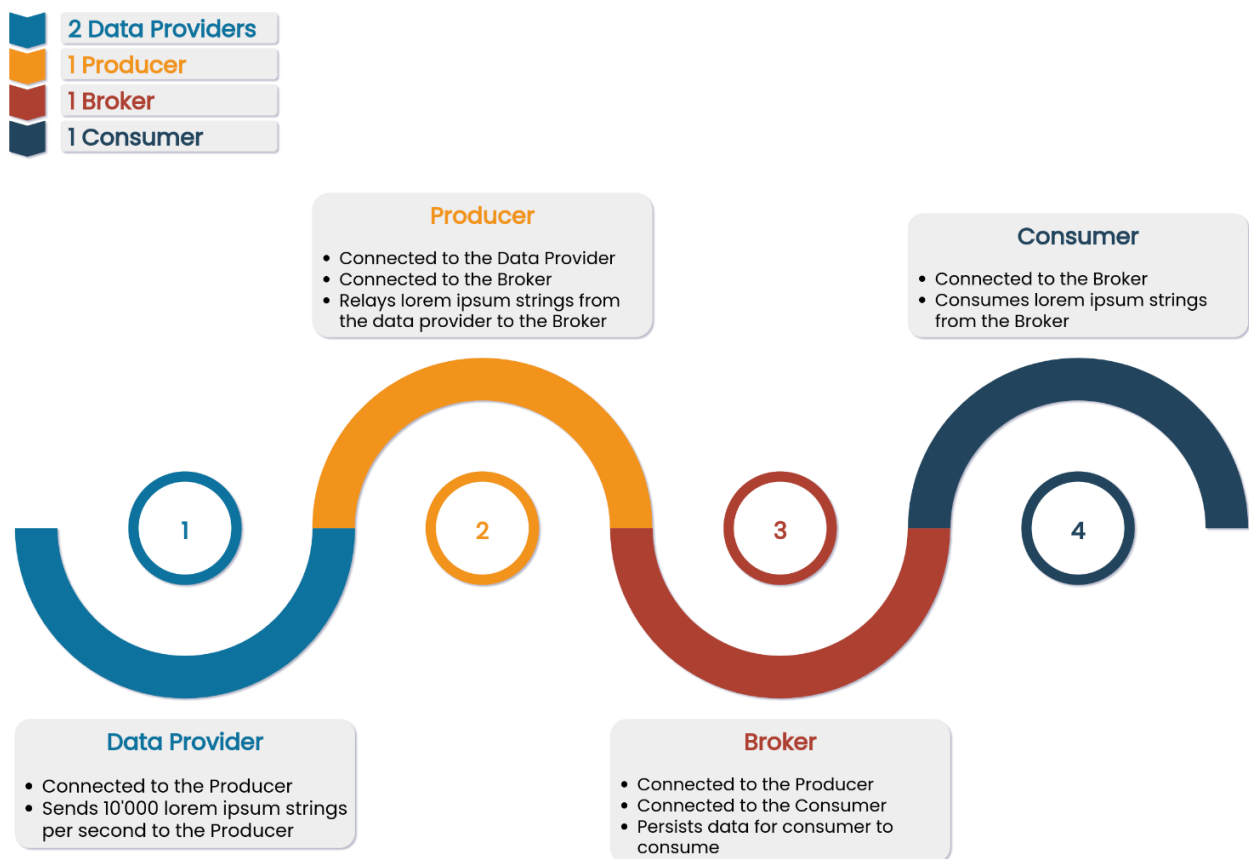 2 Data Providers
1 Producer
1 Broker
1 Consumer
Producer
• Connected to the Data Provider
• Connected to the Broker
• Relays lorem ipsum strings from
the data provider to the Broker
Consumer
• Connected to the Broker
• Consumes lorem ipsum strings
from the Broker
1
2
3
4
Data Provider
• Connected to the Producer
• Sends 10'000 lorem ipsum strings
per second to the Producer
Broker
• Connected to the Producer
• Connected to the Consumer
• Persists data for consumer to
consume